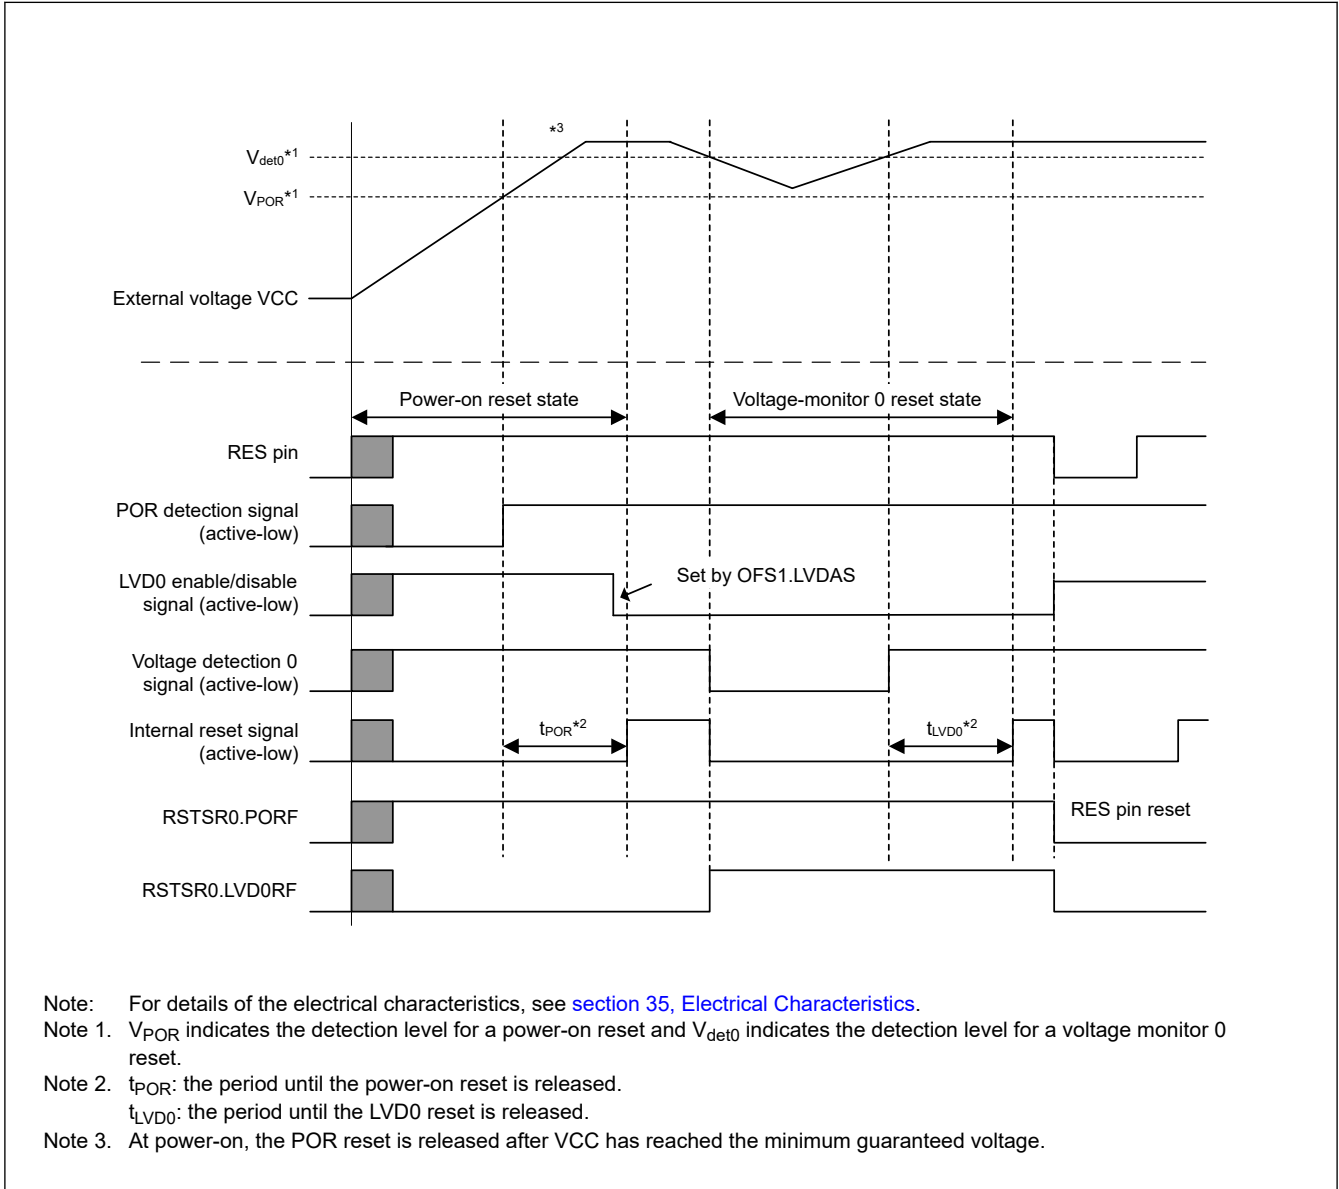 *3
Vdet0*1
VPOR*1
External voltage VCC
Power-on reset state
Voltage-monitor 0 reset state
RES pin
POR detection signal
(active-low)
LVD0 enable/disable
signal (active-low)
Set by OFS1.LVDAS
Voltage detection 0
signal (active-low)
Internal reset signal
(active-low)
tPOR*2
tLVD0*2
RSTSR0.PORF
RES pin reset
RSTSR0.LVD0RF
Note: For details of the electrical characteristics, see section 35, Electrical Characteristics.
Note 1. VPOR indicates the detection level for a power-on reset and Vdet0 indicates the detection level for a voltage monitor 0
reset.
Note 2. tPOR: the period until the power-on reset is released.
tLVD0: the period until the LVD0 reset is released.
Note 3. At power-on, the POR reset is released after VCC has reached the minimum guaranteed voltage.